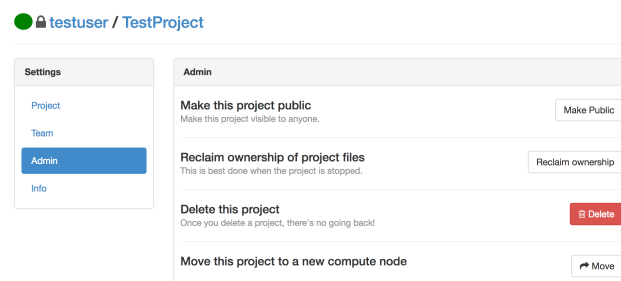 testuser / TestProject
Settings
Project
Team
Admin
Info
Admin
Make this project public
Make this project visible to anyone.
Make Public
Reclaim ownership of project files
This is best done when the project is stopped.
Reclaim ownership
Delete this project
Once you delete a project, there's no going back!
Delete
Move this project to a new compute node
Move